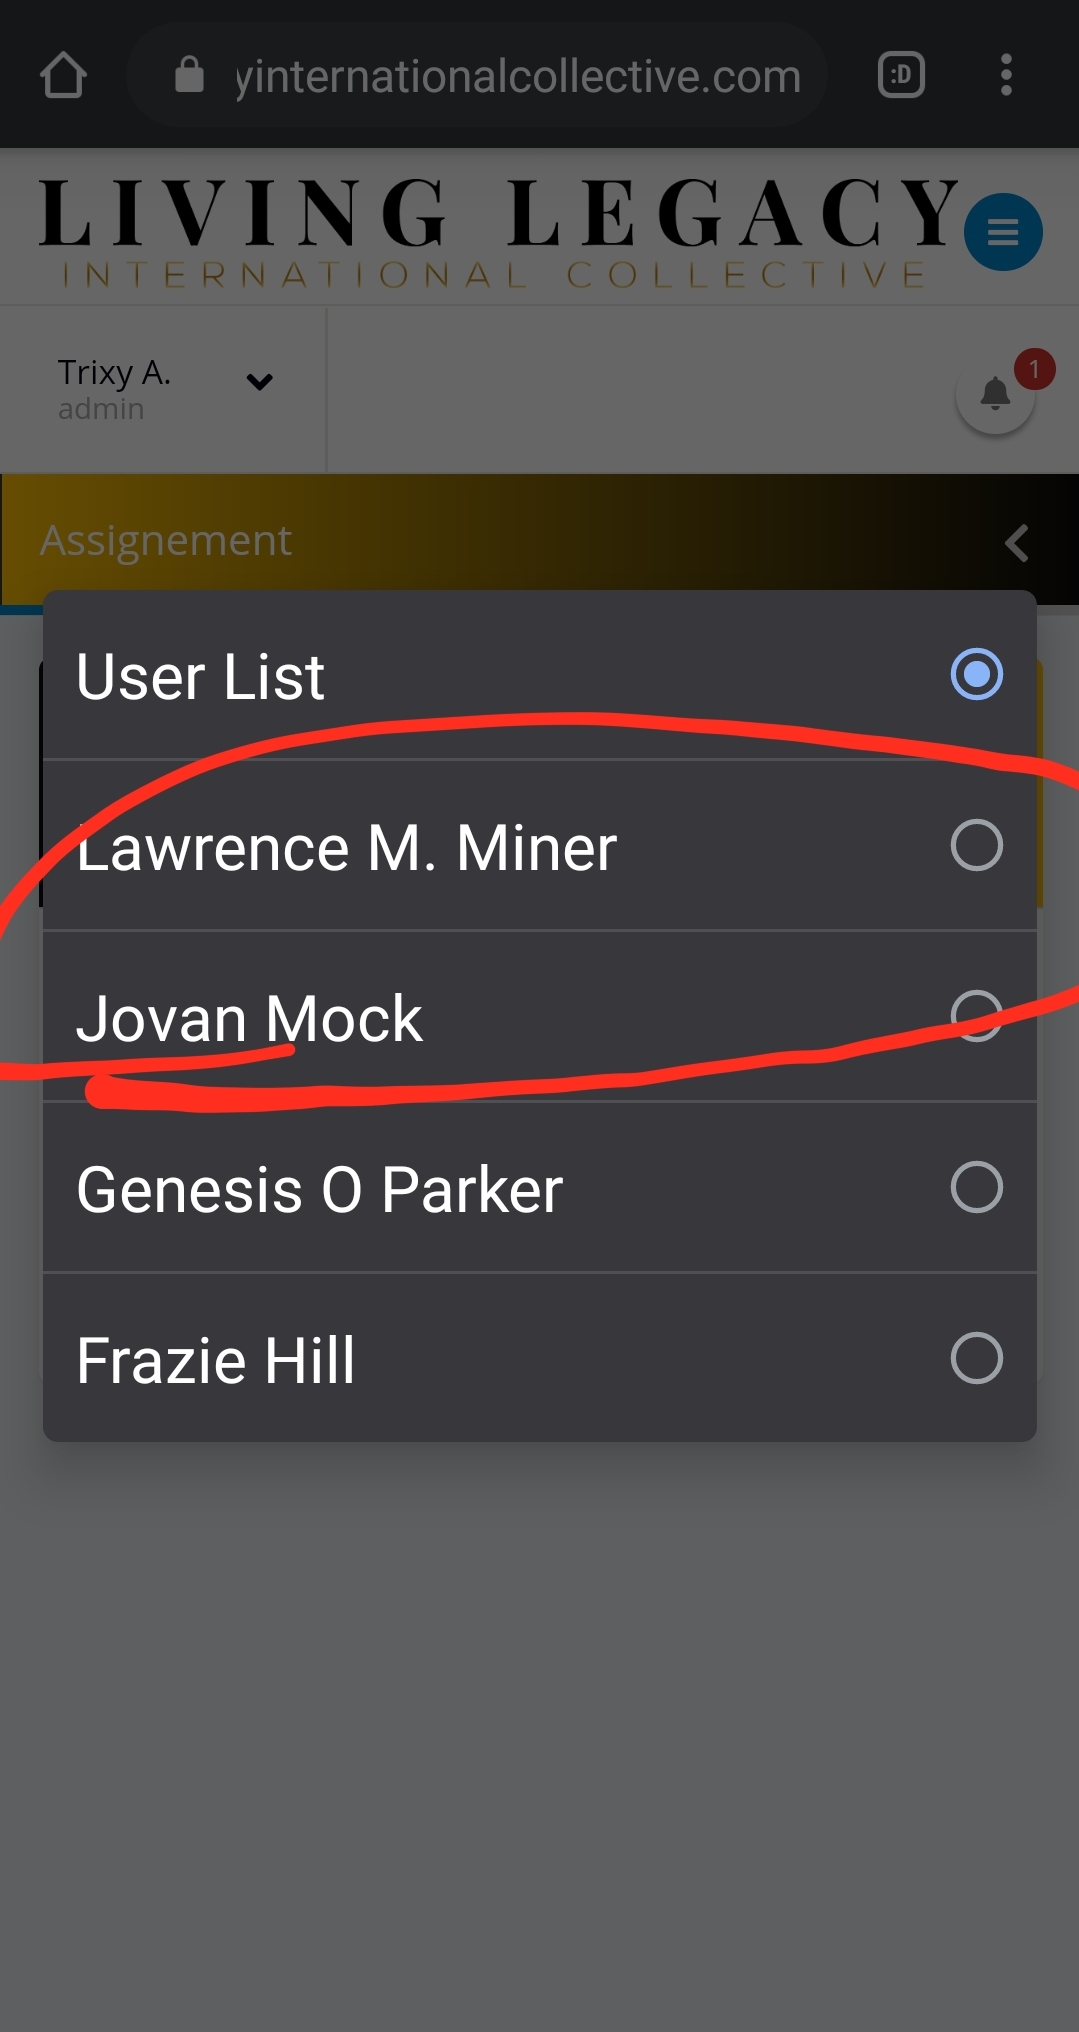 yinternationalcollective.com
:D
LIVING LEGACY
INTERNATIONAL COLLECTIVE
Trixy A.
admin
1
Assignement
User List
Lawrence M. Miner
Jovan Mock
Genesis O Parker
Frazie Hill